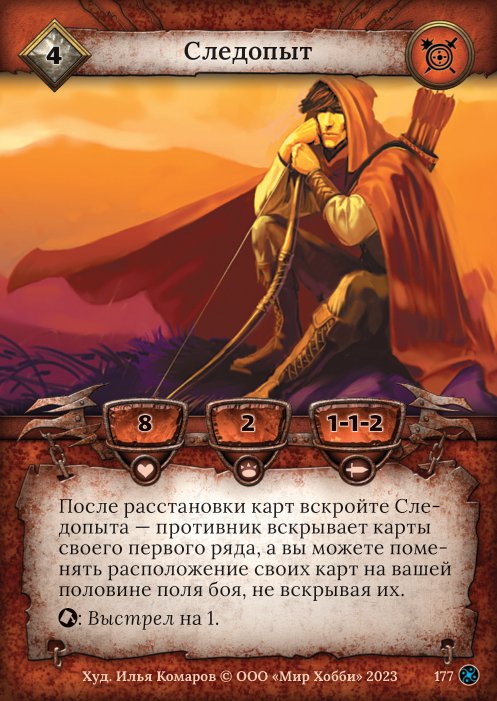 4
Следопыт
8
2
1-1-2
После расстановки карт вскройте Сле-
допыта — противник вскрывает карты
своего первого ряда, а вы можете поме-
нять расположение своих карт на вашей
половине поля боя, не вскрывая их.
: Выстрел на 1.
Худ. Илья Комаров © ООО «Мир Хобби» 2023
177